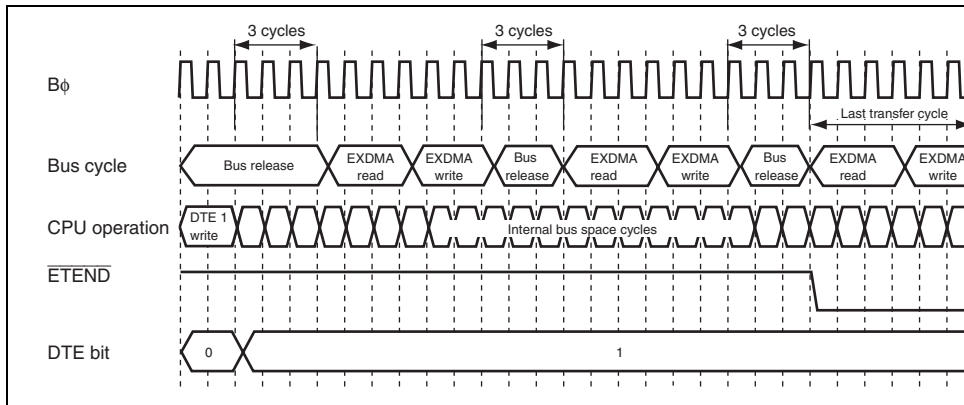 3 cycles 3 cycles 3 cycles
Bφ
Last transfer cycle
Bus cycle Bus release EXDMA read EXDMA write Bus release EXDMA read EXDMA write Bus release EXDMA read EXDMA write
CPU operation DTE 1 write Internal bus space cycles
ETEND
DTE bit 0 1